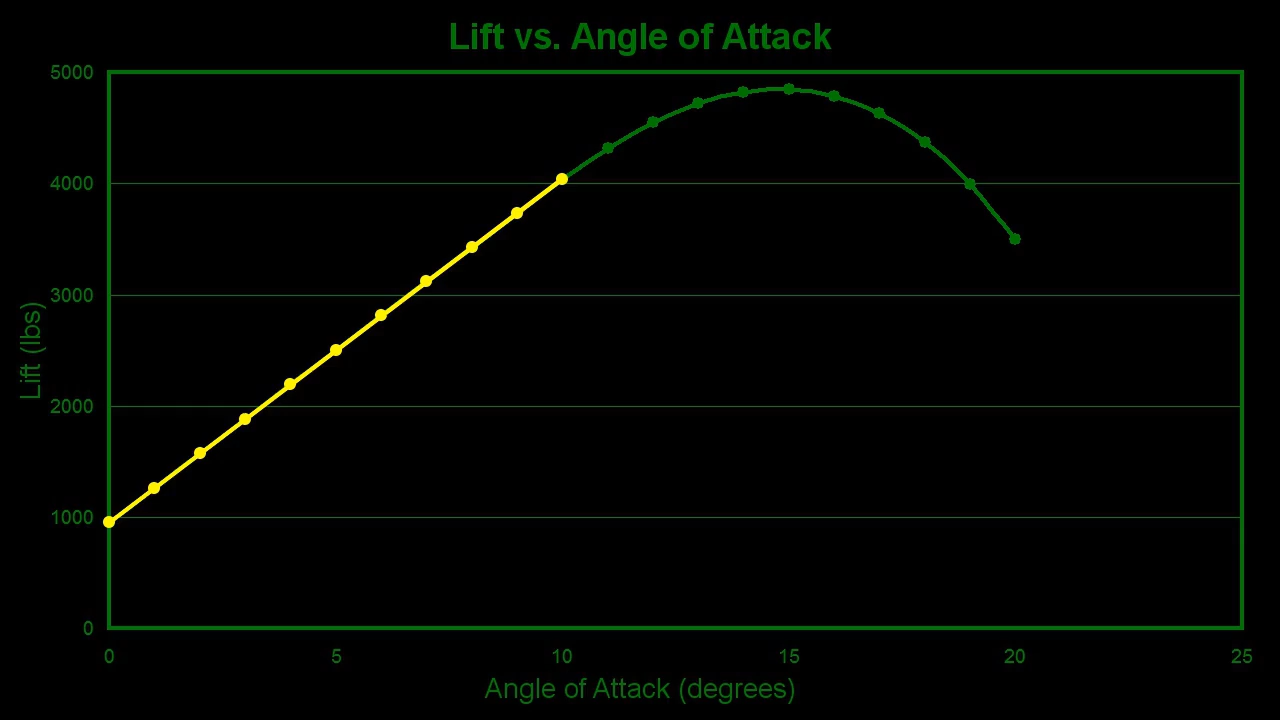 Lift vs. Angle of Attack
5000
4000
3000
2000
1000
0
Lift (lbs)
0 5 10 15 20 25
Angle of Attack (degrees)